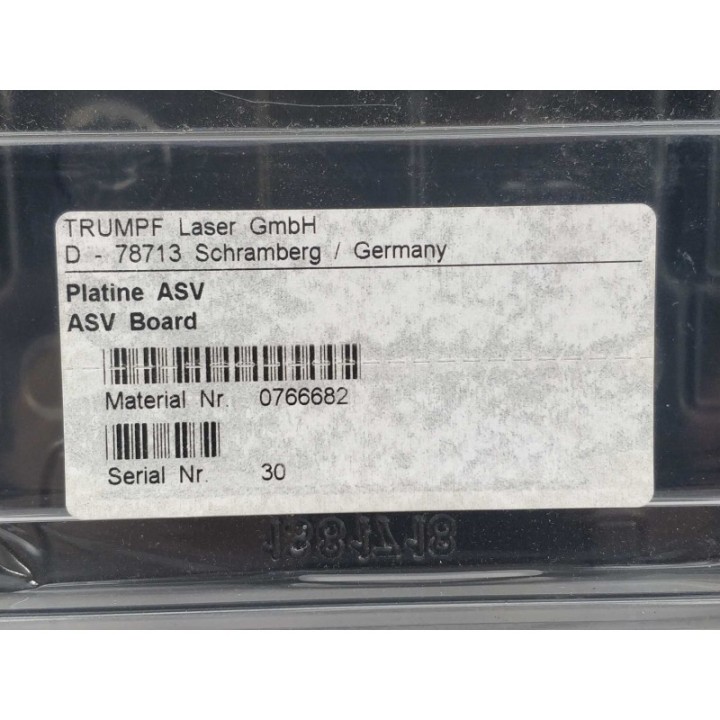 TRUMPF Laser GmbH
D - 78713 Schramberg / Germany
Platine ASV
ASV Board
Material Nr. 0766682
Serial Nr. 30